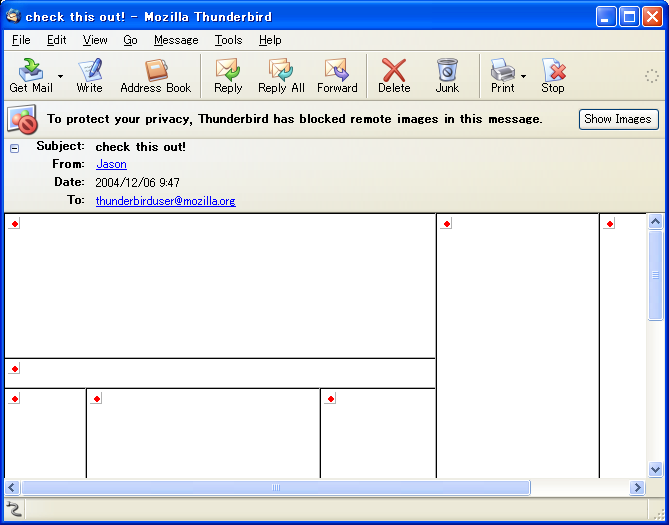 check this out! - Mozilla Thunderbird
File Edit View Go Message Tools Help
Get Mail Write Address Book Reply Reply All Forward Delete Junk Print Stop
To protect your privacy, Thunderbird has blocked remote images in this message. Show Images
Subject: check this out!
From: Jason
Date: 2004/12/06 9:47
To: thunderbirduser@mozilla.org